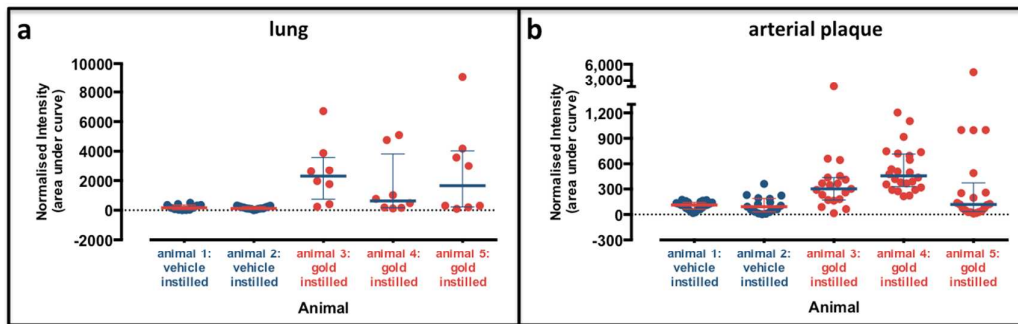 a
lung
Normalised Intensity
(area under curve)
10000
8000
6000
4000
2000
0
-2000
animal 1:
vehicle
instilled
animal 2:
vehicle
instilled
animal 3:
gold
instilled
animal 4:
gold
instilled
animal 5:
gold
instilled
Animal
b
arterial plaque
Normalised Intensity
(area under curve)
6,000
3,000
1,200
900
600
300
0
-300
animal 1:
vehicle
instilled
animal 2:
vehicle
instilled
animal 3:
gold
instilled
animal 4:
gold
instilled
animal 5:
gold
instilled
Animal